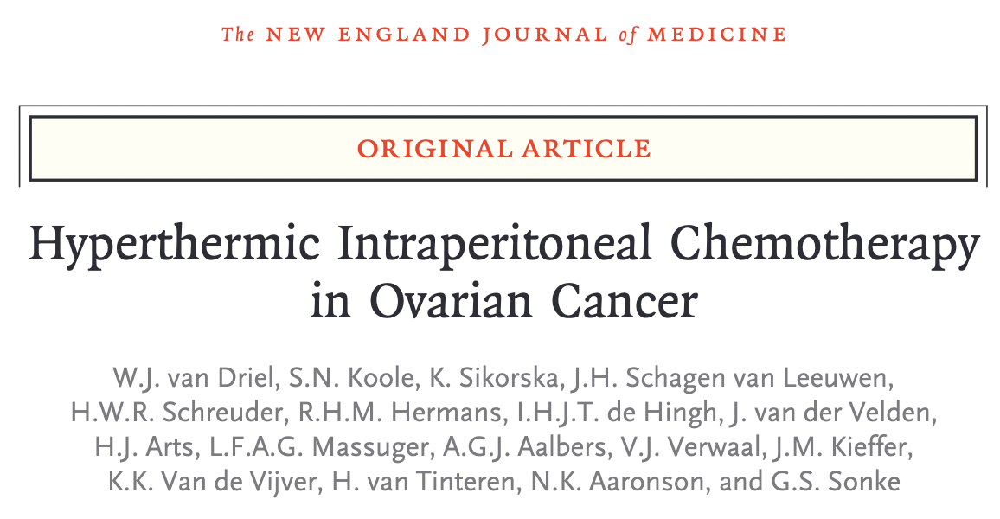 The NEW ENGLAND JOURNAL of MEDICINE
ORIGINAL ARTICLE
Hyperthermic Intraperitoneal Chemotherapy
in Ovarian Cancer
W.J. van Driel, S.N. Koole, K. Sikorska, J.H. Schagen van Leeuwen,
H.W.R. Schreuder, R.H.M. Hermans, I.H.J.T. de Hingh, J. van der Velden,
H.J. Arts, L.F.A.G. Massuger, A.G.J. Aalbers, V.J. Verwaal, J.M. Kieffer,
K.K. Van de Vijver, H. van Tinteren, N.K. Aaronson, and G.S. Sonke